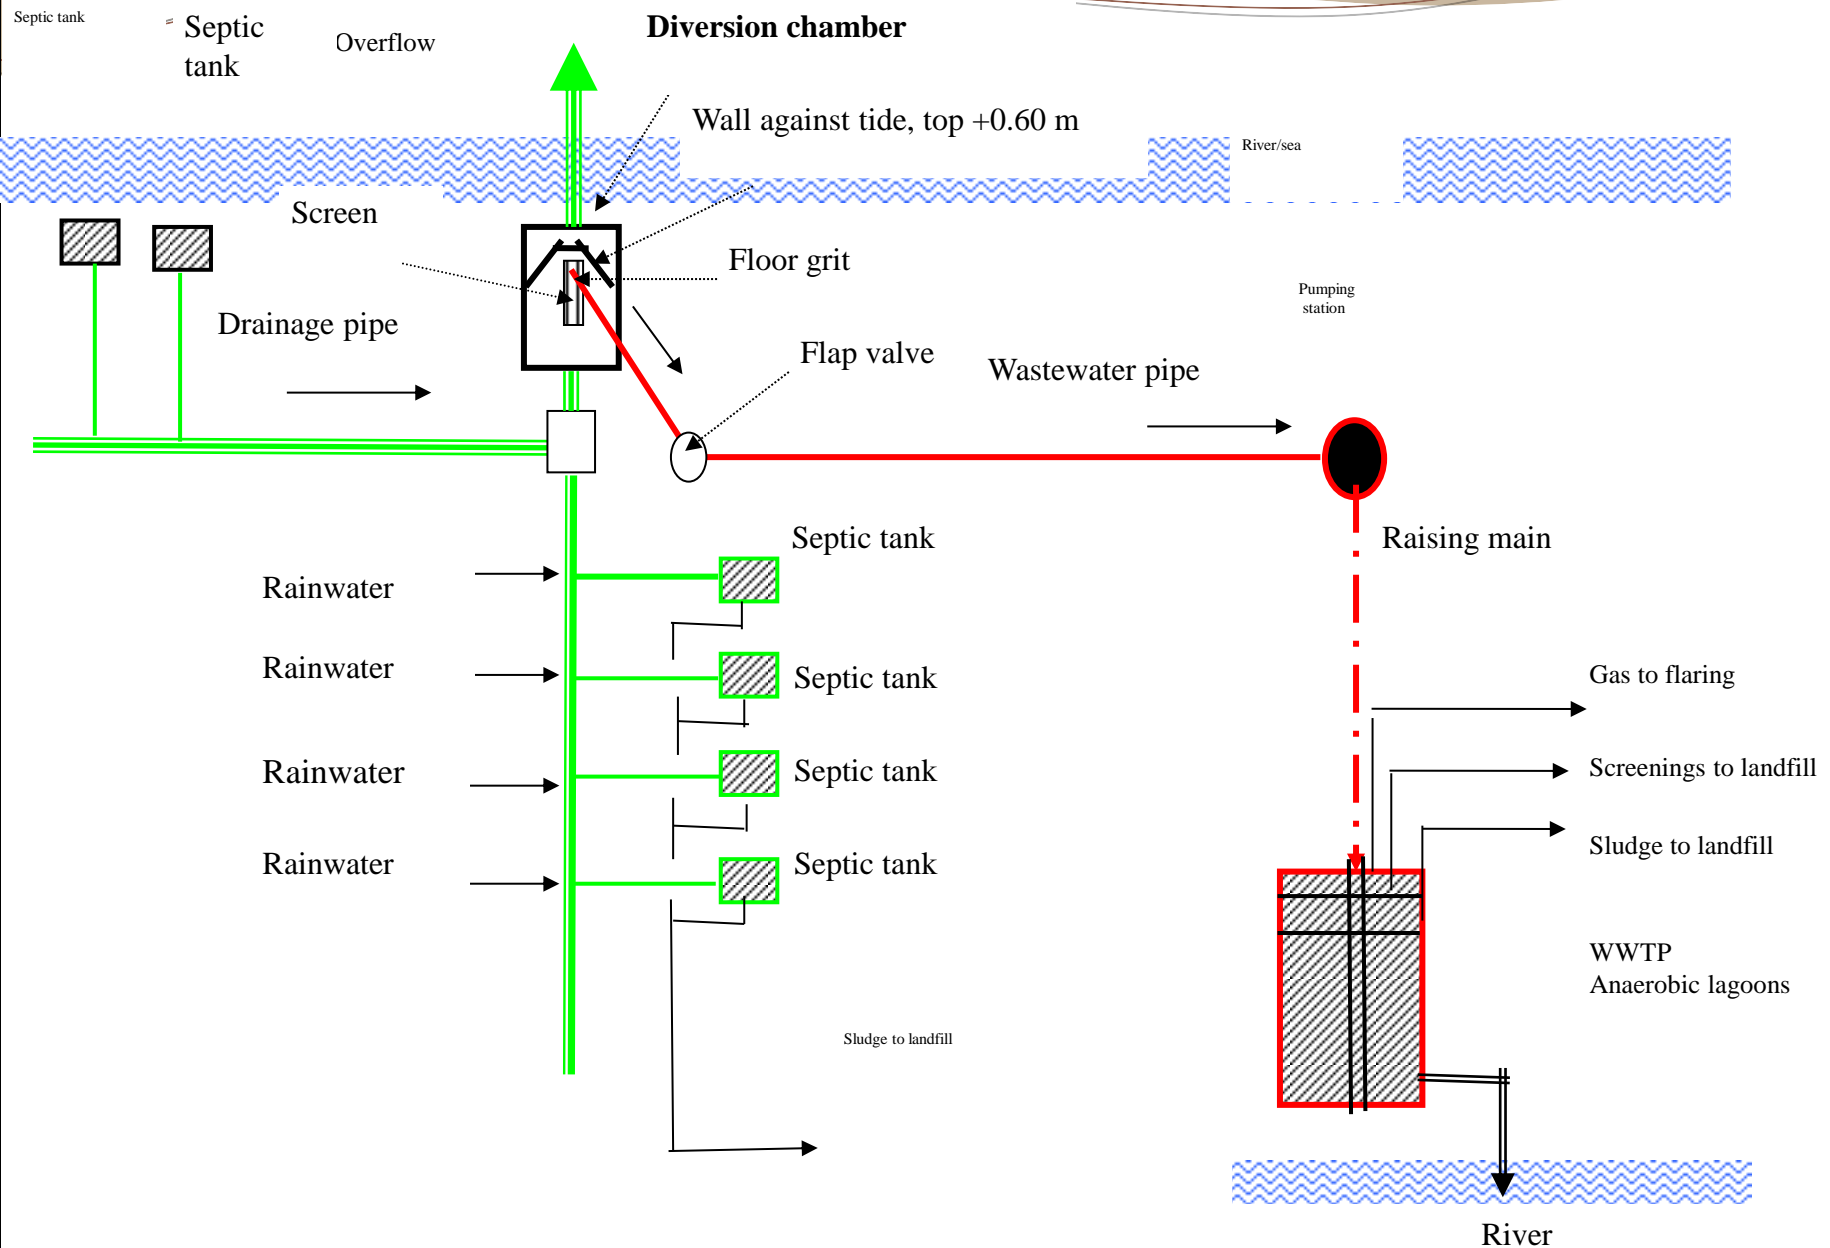 Septic tank
Septic
tank
Overflow
Diversion chamber
Wall against tide, top +0.60 m
River/sea
Screen
Floor grit
Drainage pipe
Pumping
station
Flap valve
Wastewater pipe
Septic tank
Raising main
Rainwater
Rainwater
Septic tank
Gas to flaring
Rainwater
Septic tank
Screenings to landfill
Rainwater
Septic tank
Sludge to landfill
WWTP
Anaerobic lagoons
Sludge to landfill
River